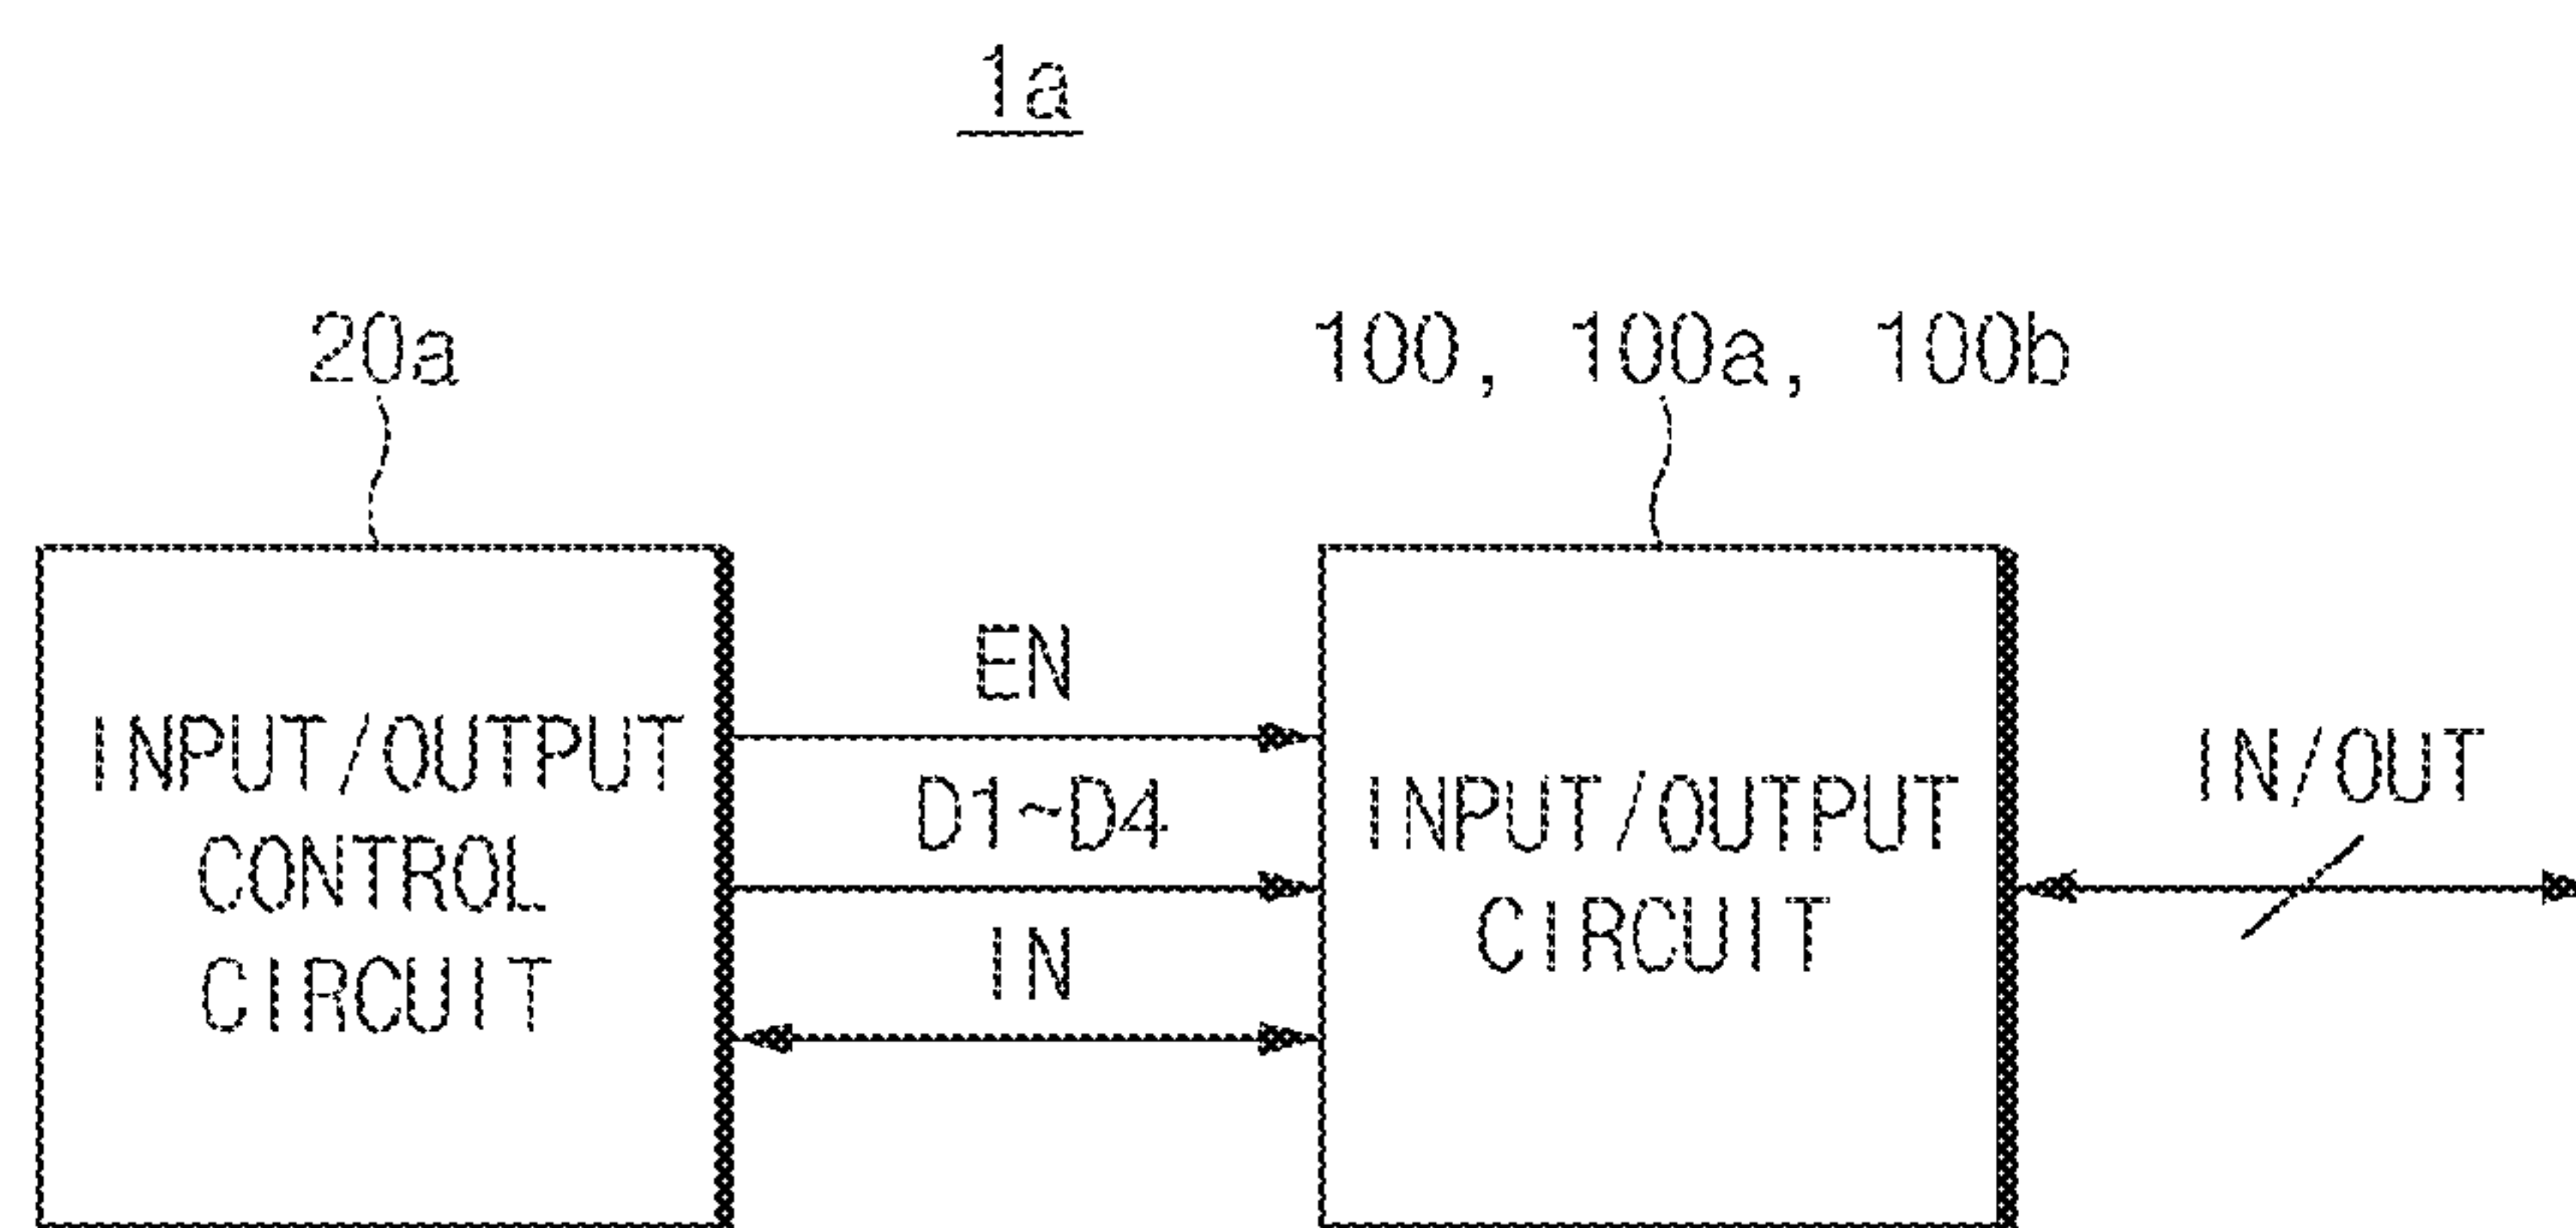 1a
20a
100, 100a, 100b
INPUT/OUTPUT
CONTROL
CIRCUIT
EN
D1~D4
IN
INPUT/OUTPUT
CIRCUIT
IN/OUT